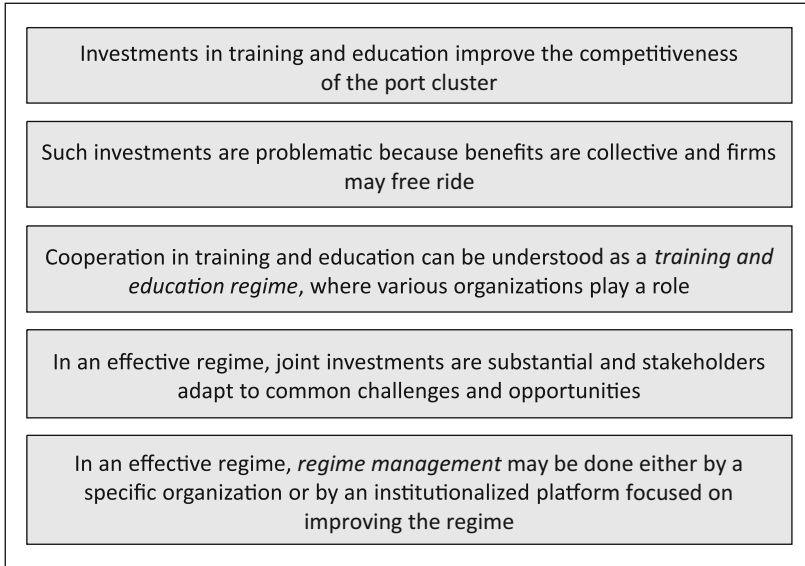 Investments in training and education improve the competitiveness
of the port cluster
Such investments are problematic because benefits are collective and firms
may free ride
Cooperation in training and education can be understood as a training and
education regime, where various organizations play a role
In an effective regime, joint investments are substantial and stakeholders
adapt to common challenges and opportunities
In an effective regime, regime management may be done either by a
specific organization or by an institutionalized platform focused on
improving the regime